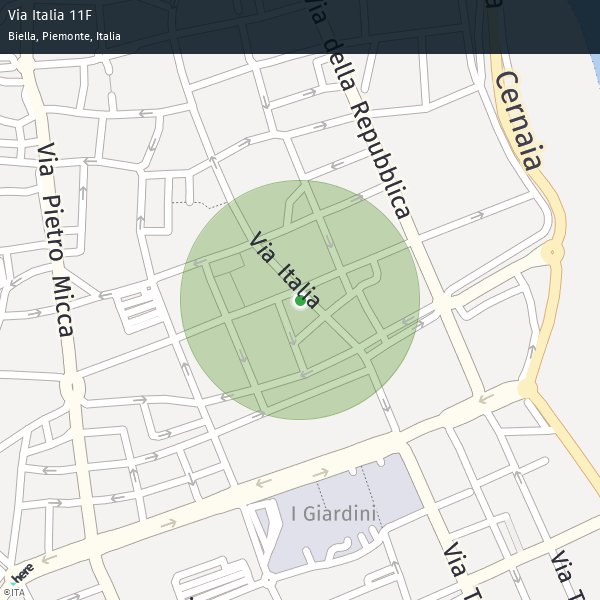 Via Italia 11F
Biella, Piemonte, Italia
Via della Repubblica
Cernaia
Via Pietro Micca
Via Italia
I Giardini
Via T
Via T
here
©ITA